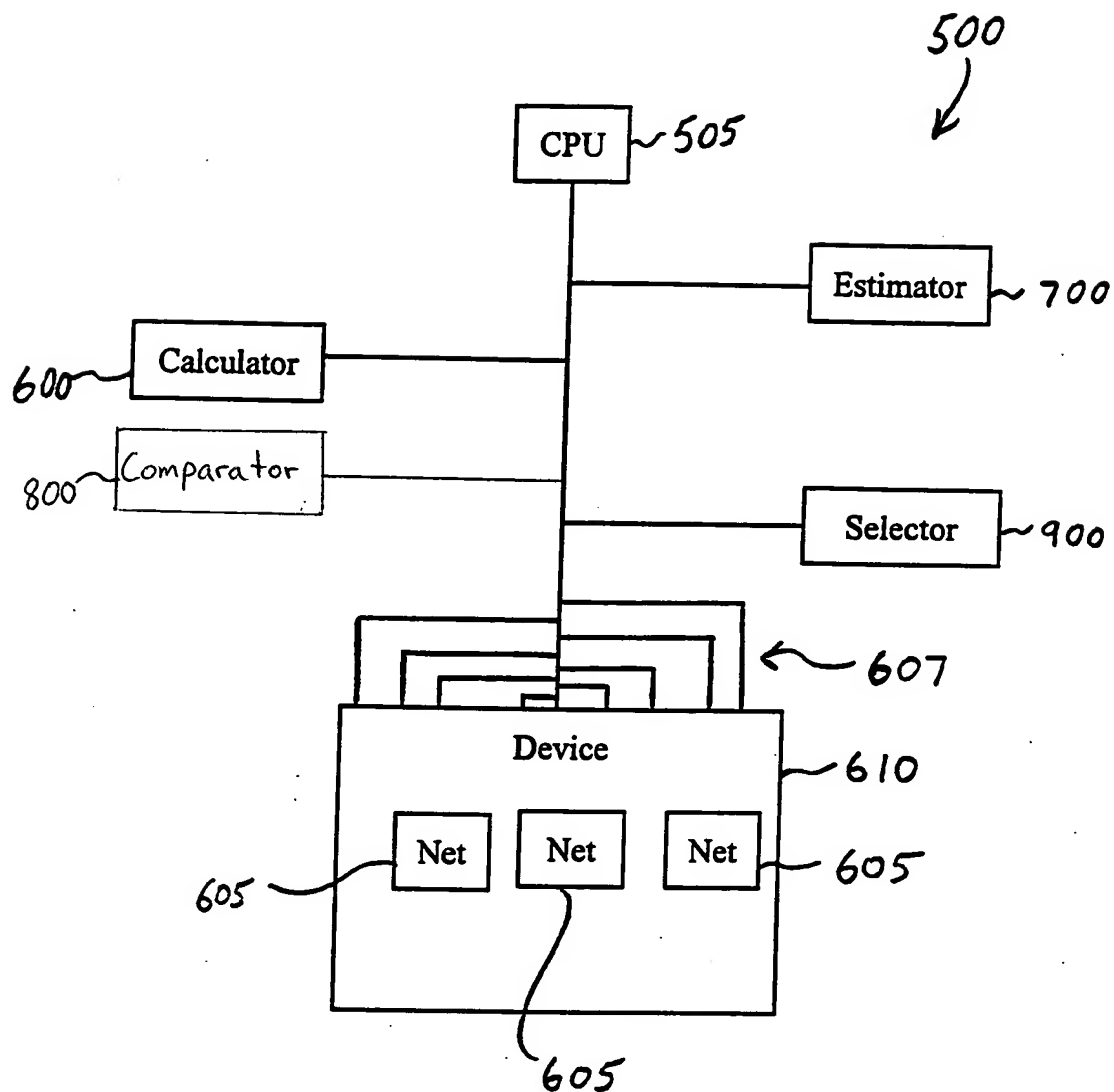 500
CPU
505
Estimator
700
Calculator
600
Comparator
800
Selector
900
607
Device
610
Net
Net
Net
605
605
605